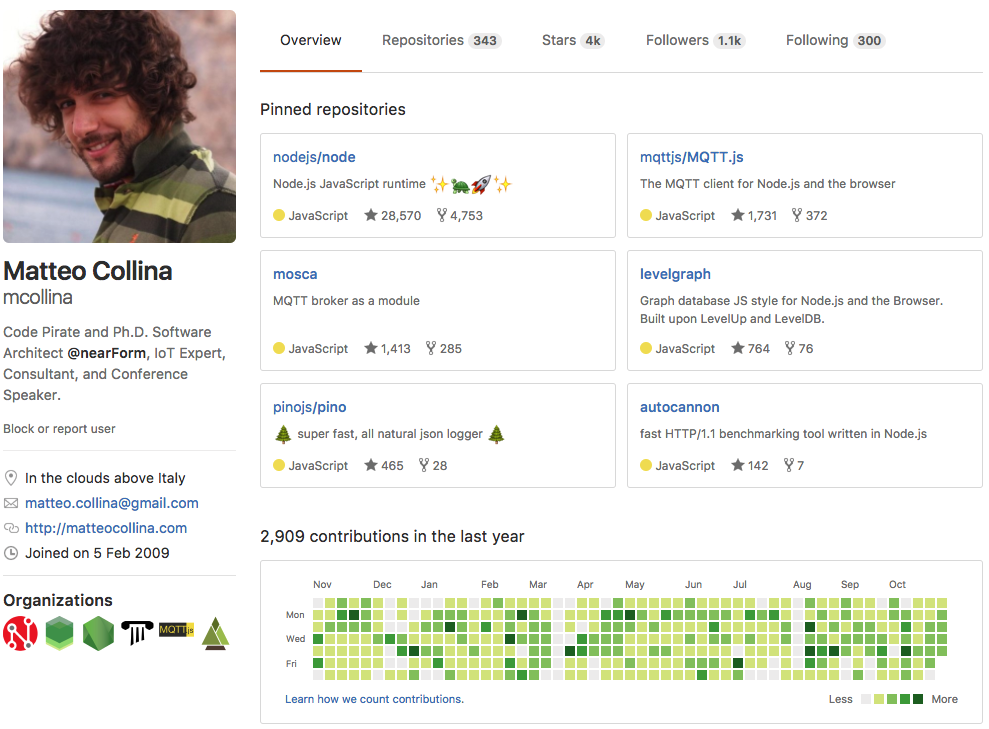 Overview Repositories 343 Stars 4k Followers 1.1k Following 300
Pinned repositories
nodejs/node
Node.js JavaScript runtime ✨🐢🚀✨
JavaScript 28,570 4,753
mqttjs/MQTT.js
The MQTT client for Node.js and the browser
JavaScript 1,731 372
mosca
MQTT broker as a module
JavaScript 1,413 285
levelgraph
Graph database JS style for Node.js and the Browser.
Built upon LevelUp and LevelDB.
JavaScript 764 76
pinojs/pino
🌲 super fast, all natural json logger 🌲
JavaScript 465 28
autocannon
fast HTTP/1.1 benchmarking tool written in Node.js
JavaScript 142 7
Matteo Collina
mcollina
Code Pirate and Ph.D. Software
Architect @nearForm, IoT Expert,
Consultant, and Conference
Speaker.
Block or report user
In the clouds above Italy
matteo.collina@gmail.com
http://matteocollina.com
Joined on 5 Feb 2009
Organizations
MQTTjs
2,909 contributions in the last year
Nov Dec Jan Feb Mar Apr May Jun Jul Aug Sep Oct
Mon
Wed
Fri
Learn how we count contributions.
Less More